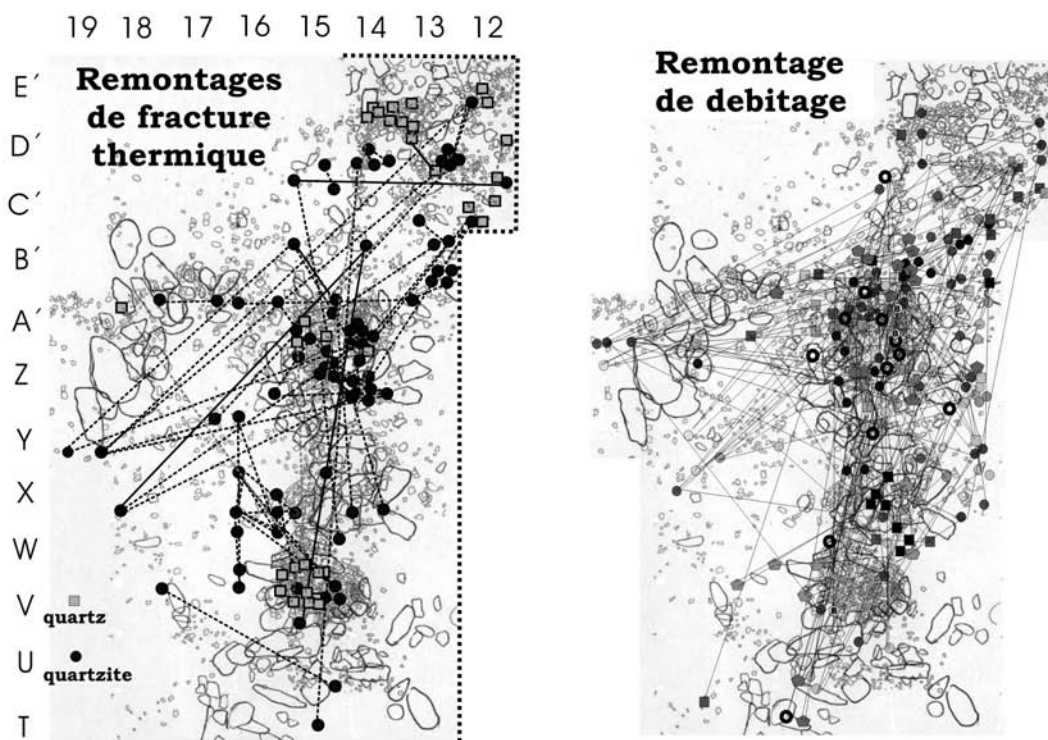 19 18 17 16 15 14 13 12
Remontages
de fracture
thermique
E´
D´
C´
B´
A´
Z
Y
X
W
V
U
T
quartz
quartzite
Remontage
de debitage